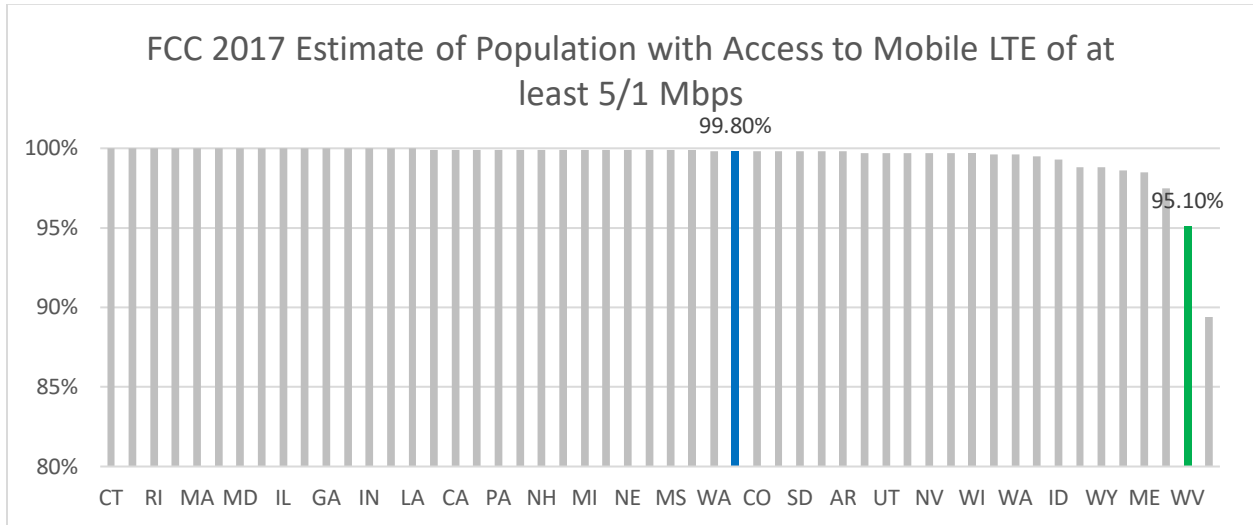 FCC 2017 Estimate of Population with Access to Mobile LTE of at
least 5/1 Mbps
99.80%
100%
95.10%
95%
90%
85%
80%
CT RI MA MD IL GA IN LA CA PA NH MI NE MS WA CO SD AR UT NV WI WA ID WY ME WV